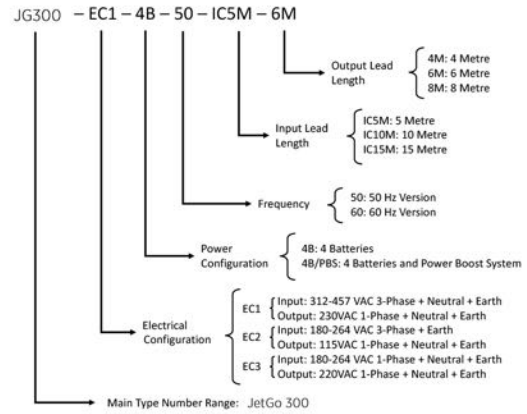 JG300 – EC1 – 4B – 50 – IC5M – 6M
Output Lead
Length
4M: 4 Metre
6M: 6 Metre
8M: 8 Metre
Input Lead
Length
IC5M: 5 Metre
IC10M: 10 Metre
IC15M: 15 Metre
Frequency
50: 50 Hz Version
60: 60 Hz Version
Power
Configuration
4B: 4 Batteries
4B/PBS: 4 Batteries and Power Boost System
Electrical
Configuration
EC1
Input: 312-457 VAC 3-Phase + Neutral + Earth
Output: 230VAC 1-Phase + Neutral + Earth
EC2
Input: 180-264 VAC 3-Phase + Earth
Output: 115VAC 1-Phase + Neutral + Earth
EC3
Input: 180-264 VAC 1-Phase + Neutral + Earth
Output: 220VAC 1-Phase + Neutral + Earth
Main Type Number Range: JetGo 300